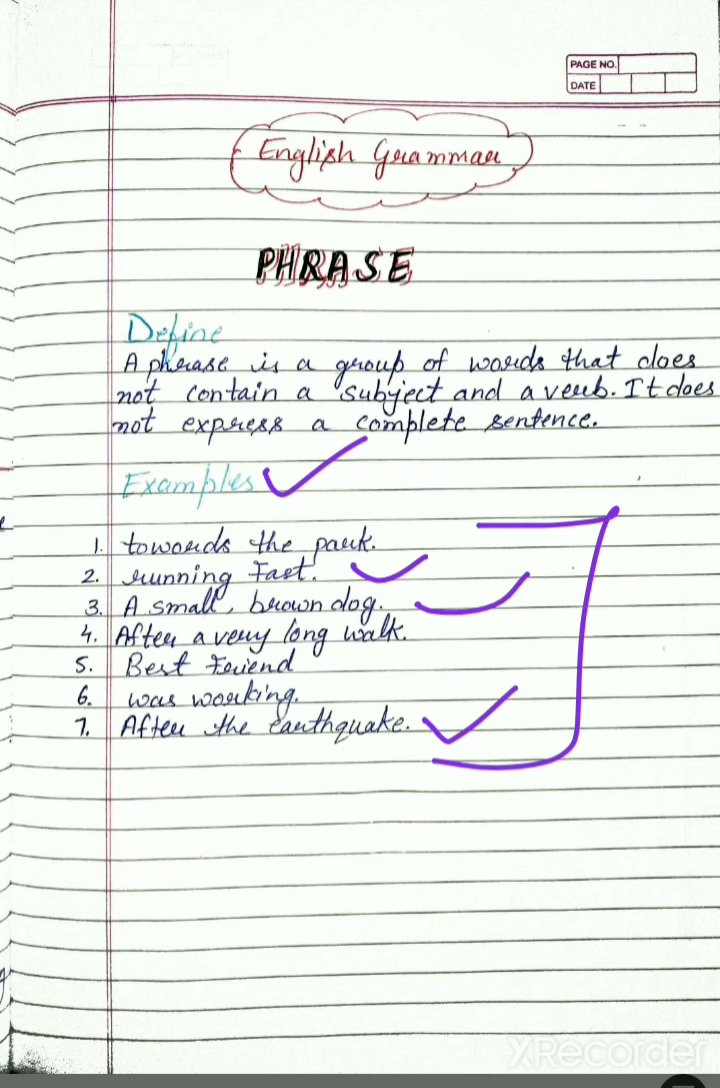 PAGE NO.
DATE
English Grammar
PHRASE
Define
A phrase is a group of words that does
not contain a subject and a verb. It does
not express a complete sentence.
Examples
1. towards the park.
2. running Fast.
3. A small, brown dog.
4. After a very long walk.
5. Best Friend
6. was working.
7. After the earthquake.
XRecorder